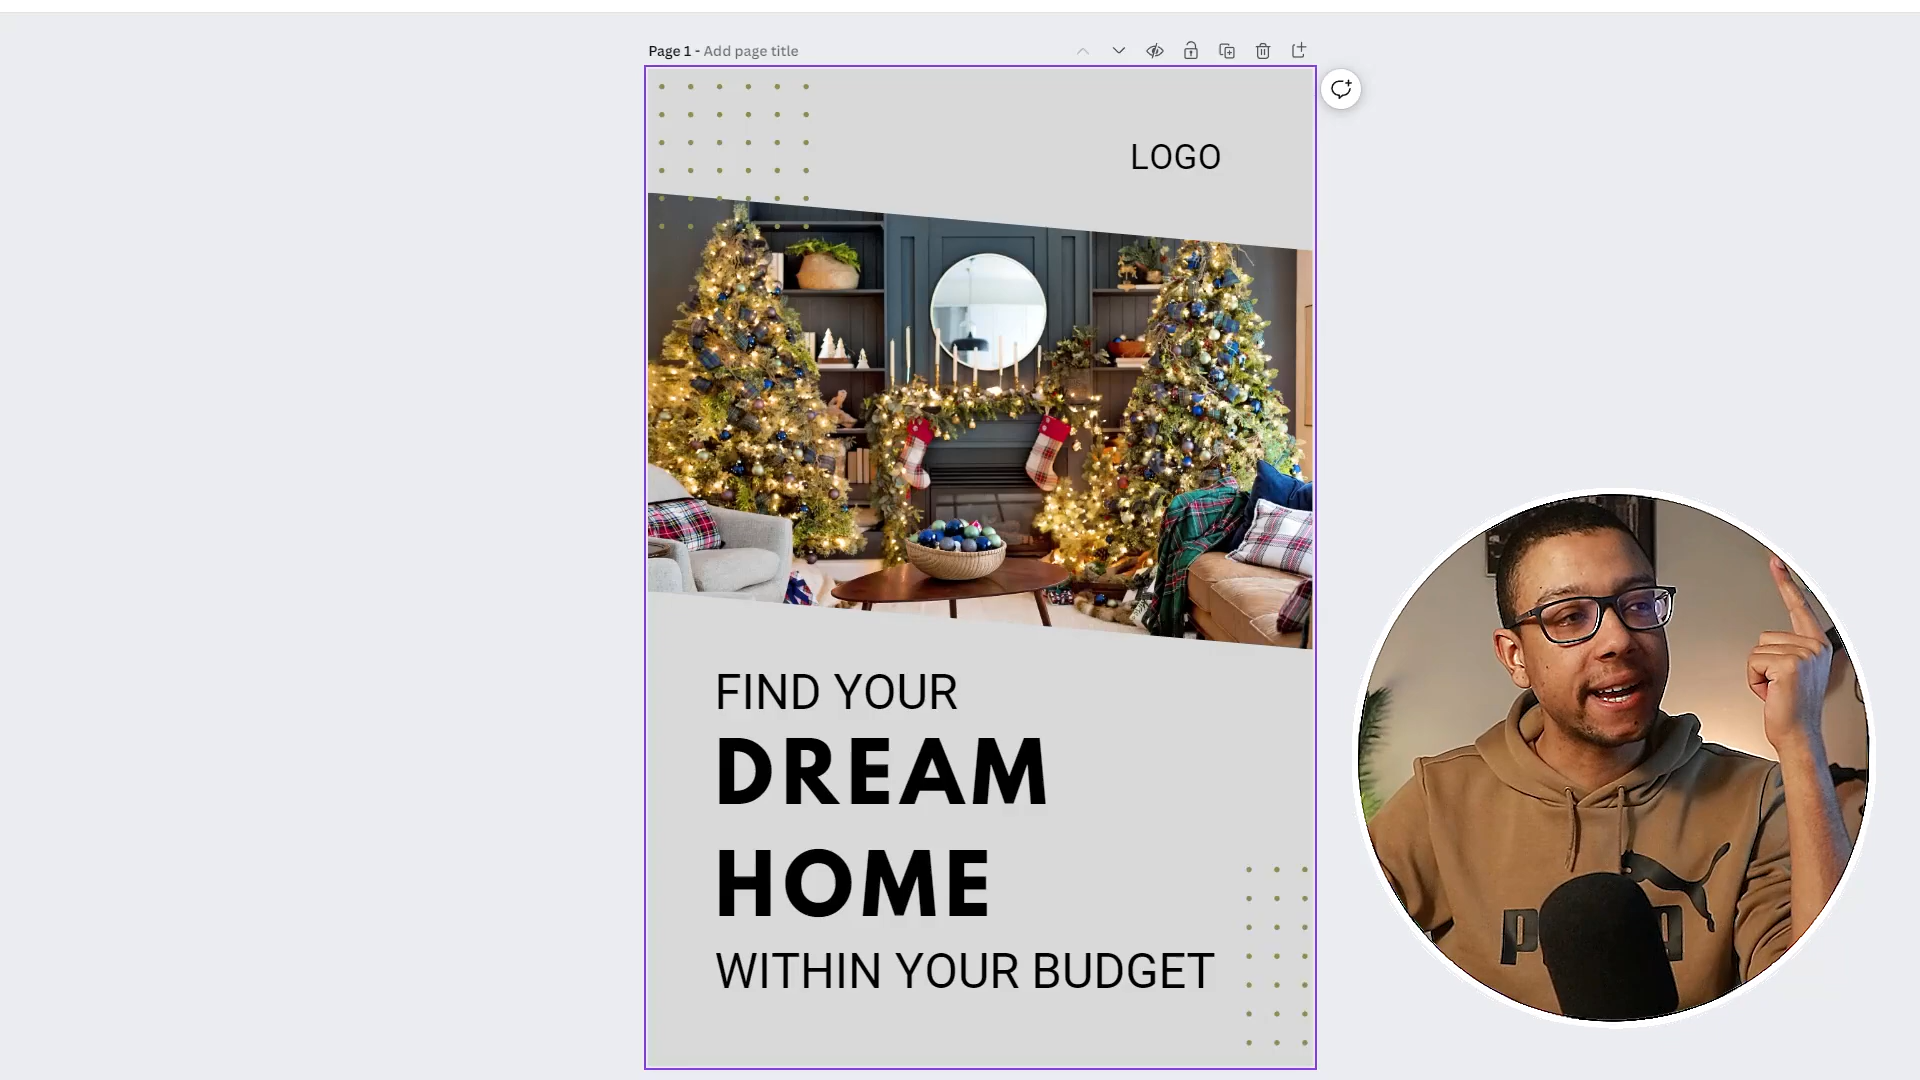 Page 1 - Add page title
LOGO
FIND YOUR
DREAM
HOME
WITHIN YOUR BUDGET